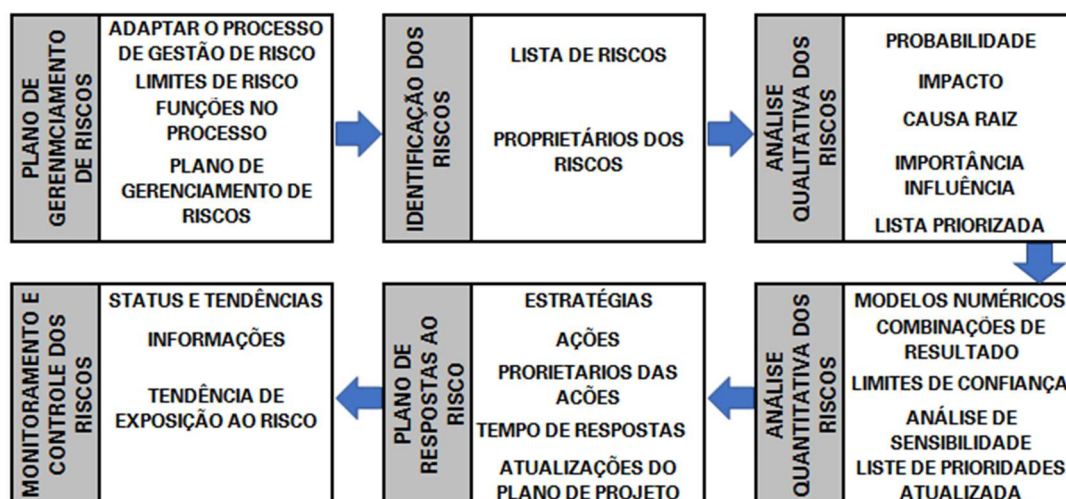 PLANO DE
GERENMCIAMENTO
DE RISCOS
ADAPTAR O PROCESSO
DE GESTÃO DE RISCO
LIMITES DE RISCO
FUNÇÕES NO
PROCESSO
PLANO DE
GERENCIAMENTO DE
RISCOS
IDENTIFICAÇÃO DOS
RISCOS
LISTA DE RISCOS
PROPRIETÁRIOS DOS
RISCOS
ANÁLISE
QUALITATIVA DOS
RISCOS
PROBABILIDADE
IMPACTO
CAUSA RAIZ
IMPORTÂNCIA
INFLUÊNCIA
LISTA PRIORIZADA
ANÁLISE
QUANTITATIVA DOS
RISCOS
MODELOS NUMÉRICOS
COMBINAÇÕES DE
RESULTADO
LIMITES DE CONFIANÇA
ANÁLISE DE
SENSIBILIDADE
LISTE DE PRIORIDADES
ATUALIZADA
PLANO DE
RESPOSTAS AO
RISCO
ESTRATÉGIAS
AÇÕES
PRORIETARIOS DAS
ACÕES
TEMPO DE RESPOSTAS
ATUALIZAÇÕES DO
PLANO DE PROJETO
MONITORAMENTO E
CONTROLE DOS
RISCOS
STATUS E TENDÊNCIAS
INFORMAÇÕES
TENDÊNCIA DE
EXPOSIÇÃO AO RISCO